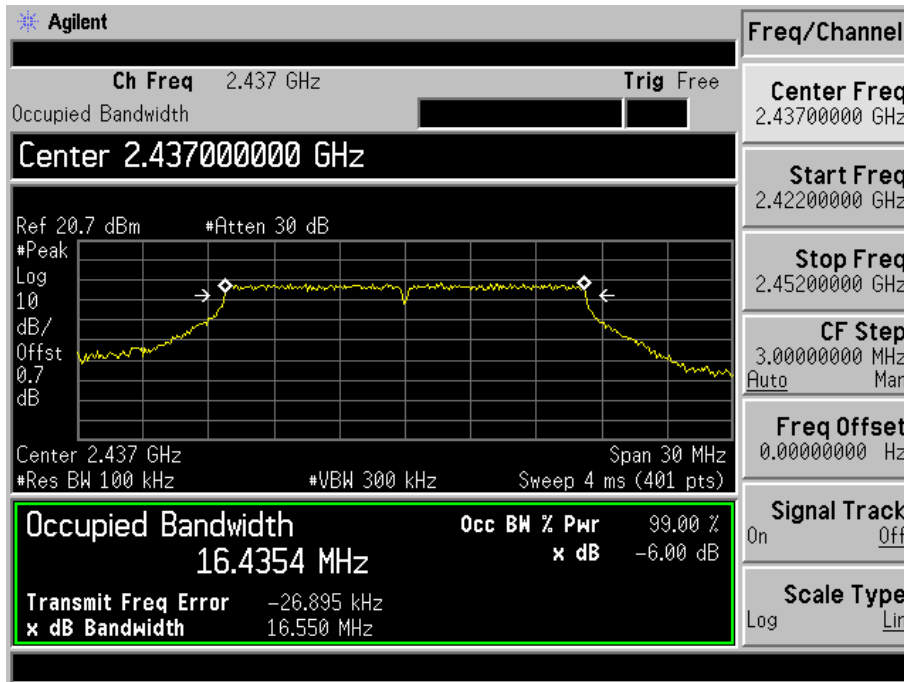 Agilent
Ch Freq 2.437 GHz Trig Free
Occupied Bandwidth
Center 2.437000000 GHz
Ref 20.7 dBm #Atten 30 dB
#Peak
Log
10
dB/
Offst
0.7
dB
Center 2.437 GHz Span 30 MHz
#Res BW 100 kHz #VBW 300 kHz Sweep 4 ms (401 pts)
Occupied Bandwidth Occ BW % Pwr 99.00 %
16.4354 MHz x dB -6.00 dB
Transmit Freq Error -26.895 kHz
x dB Bandwidth 16.550 MHz
Freq/Channel
Center Freq
2.43700000 GHz
Start Freq
2.42200000 GHz
Stop Freq
2.45200000 GHz
CF Step
3.00000000 MHz
Auto Man
Freq Offset
0.00000000 Hz
Signal Track
On Off
Scale Type
Log Lin